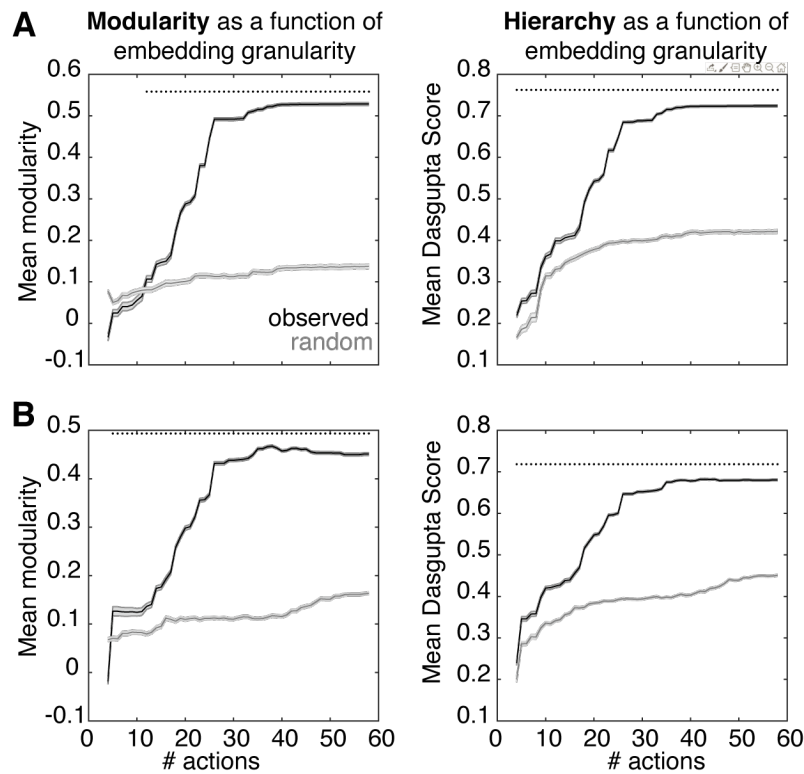 A
Modularity as a function of
embedding granularity
Hierarchy as a function of
embedding granularity
0.6
0.5
0.4
0.3
0.2
0.1
0
-0.1
Mean modularity
observed
random
0.8
0.7
0.6
0.5
0.4
0.3
0.2
0.1
Mean Dasgupta Score
B
0.5
0.4
0.3
0.2
0.1
0
-0.1
Mean modularity
0 10 20 30 40 50 60
# actions
0.8
0.7
0.6
0.5
0.4
0.3
0.2
0.1
Mean Dasgupta Score
0 10 20 30 40 50 60
# actions